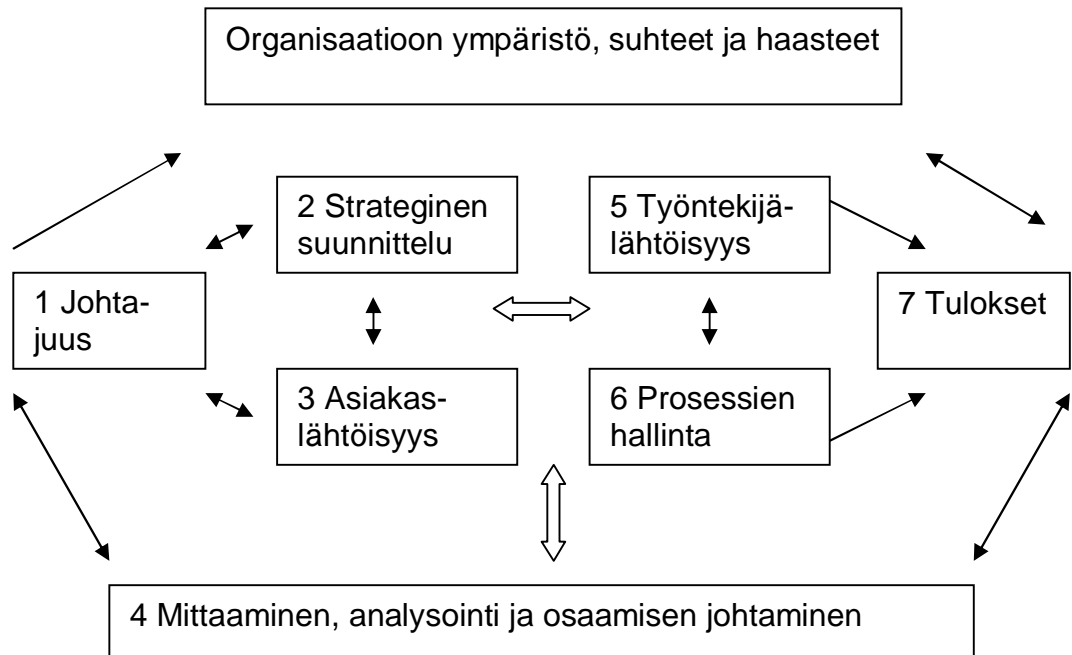 Organisaatioon ympäristö, suhteet ja haasteet
2 Strateginen
suunnittelu
5 Työntekijä-
lähtöisyys
1 Johta-
juus
7 Tulokset
3 Asiakas-
lähtöisyys
6 Prosessien
hallinta
4 Mittaaminen, analysointi ja osaamisen johtaminen